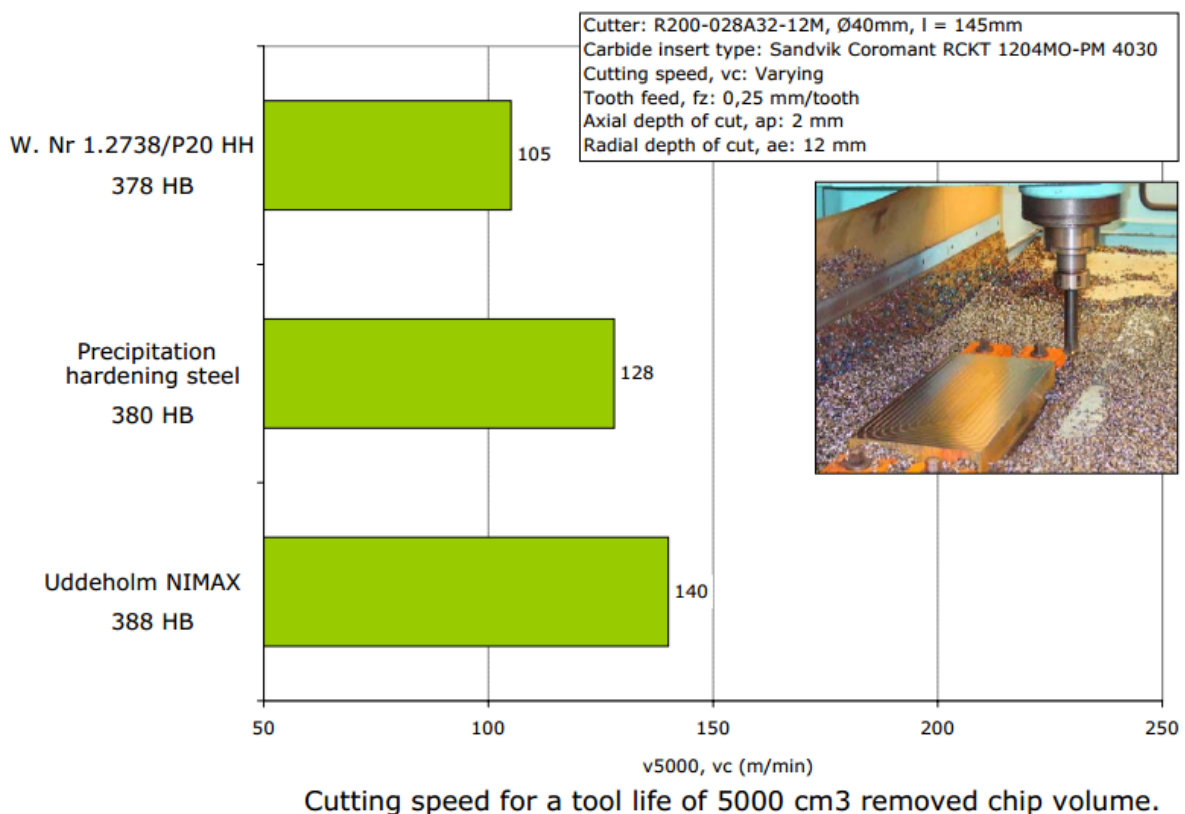 Cutter: R200-028A32-12M, Ø40mm, l = 145mm
Carbide insert type: Sandvik Coromant RCKT 1204MO-PM 4030
Cutting speed, vc: Varying
Tooth feed, fz: 0,25 mm/tooth
Axial depth of cut, ap: 2 mm
Radial depth of cut, ae: 12 mm
W. Nr 1.2738/P20 HH
378 HB
105
Precipitation
hardening steel
380 HB
128
Uddeholm NIMAX
388 HB
140
50 100 150 200 250
v5000, vc (m/min)
Cutting speed for a tool life of 5000 cm3 removed chip volume.